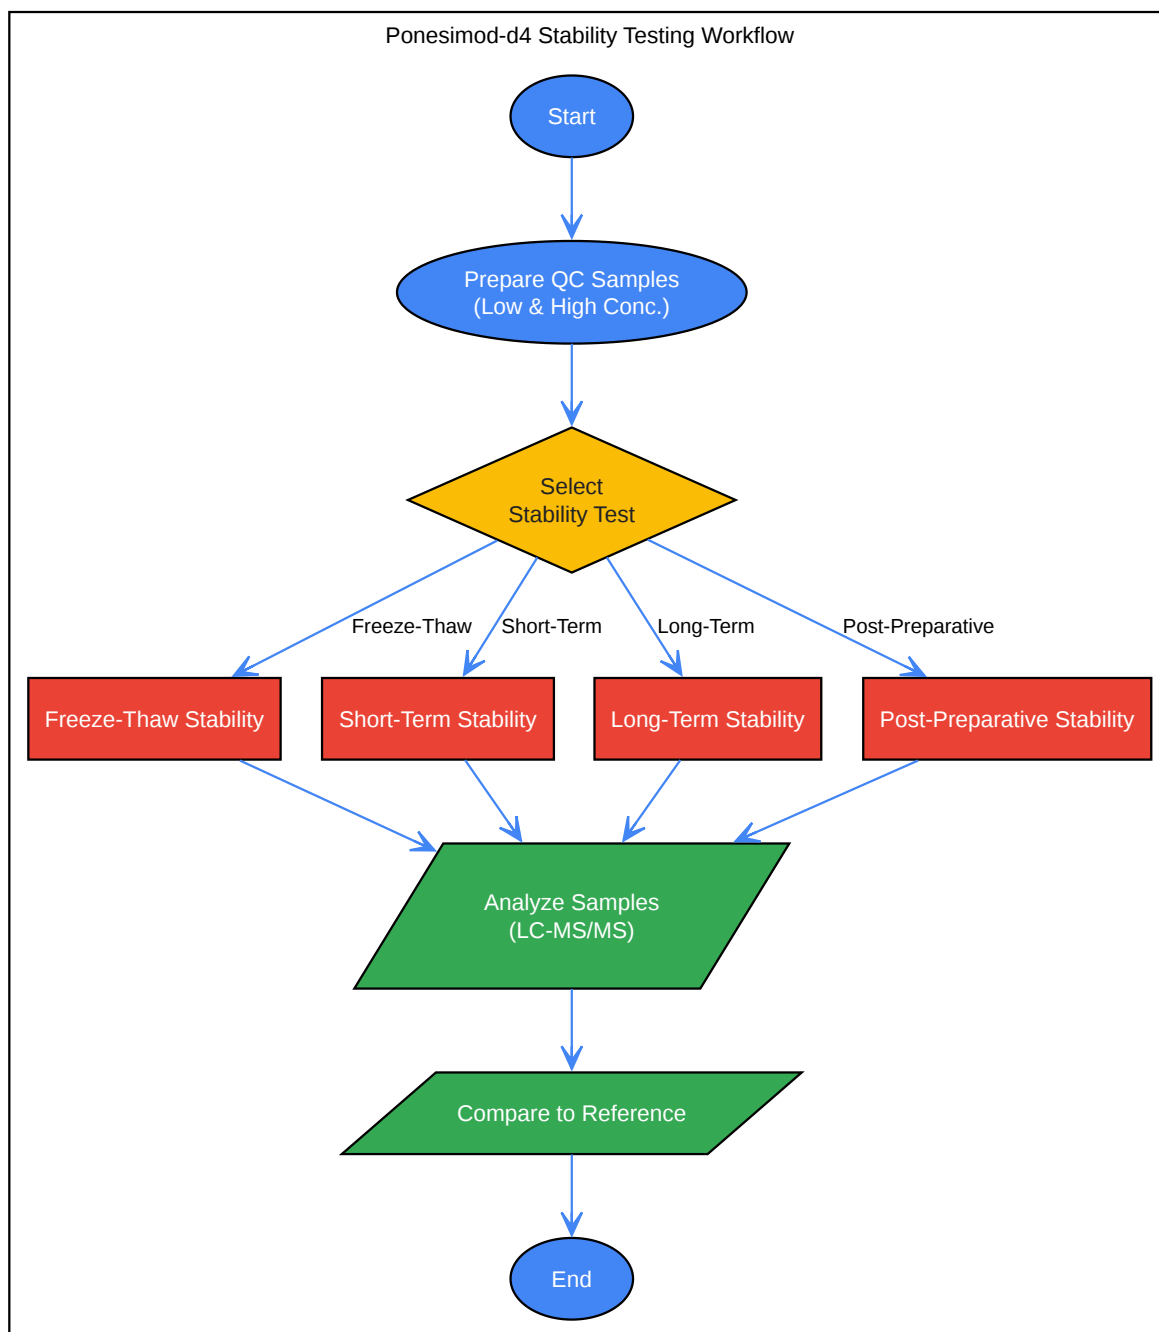 Ponesimod-d4 Stability Testing Workflow
Start
Prepare QC Samples
(Low & High Conc.)
Select
Stability Test
Freeze-Thaw
Short-Term
Long-Term
Post-Preparative
Freeze-Thaw Stability
Short-Term Stability
Long-Term Stability
Post-Preparative Stability
Analyze Samples
(LC-MS/MS)
Compare to Reference
End